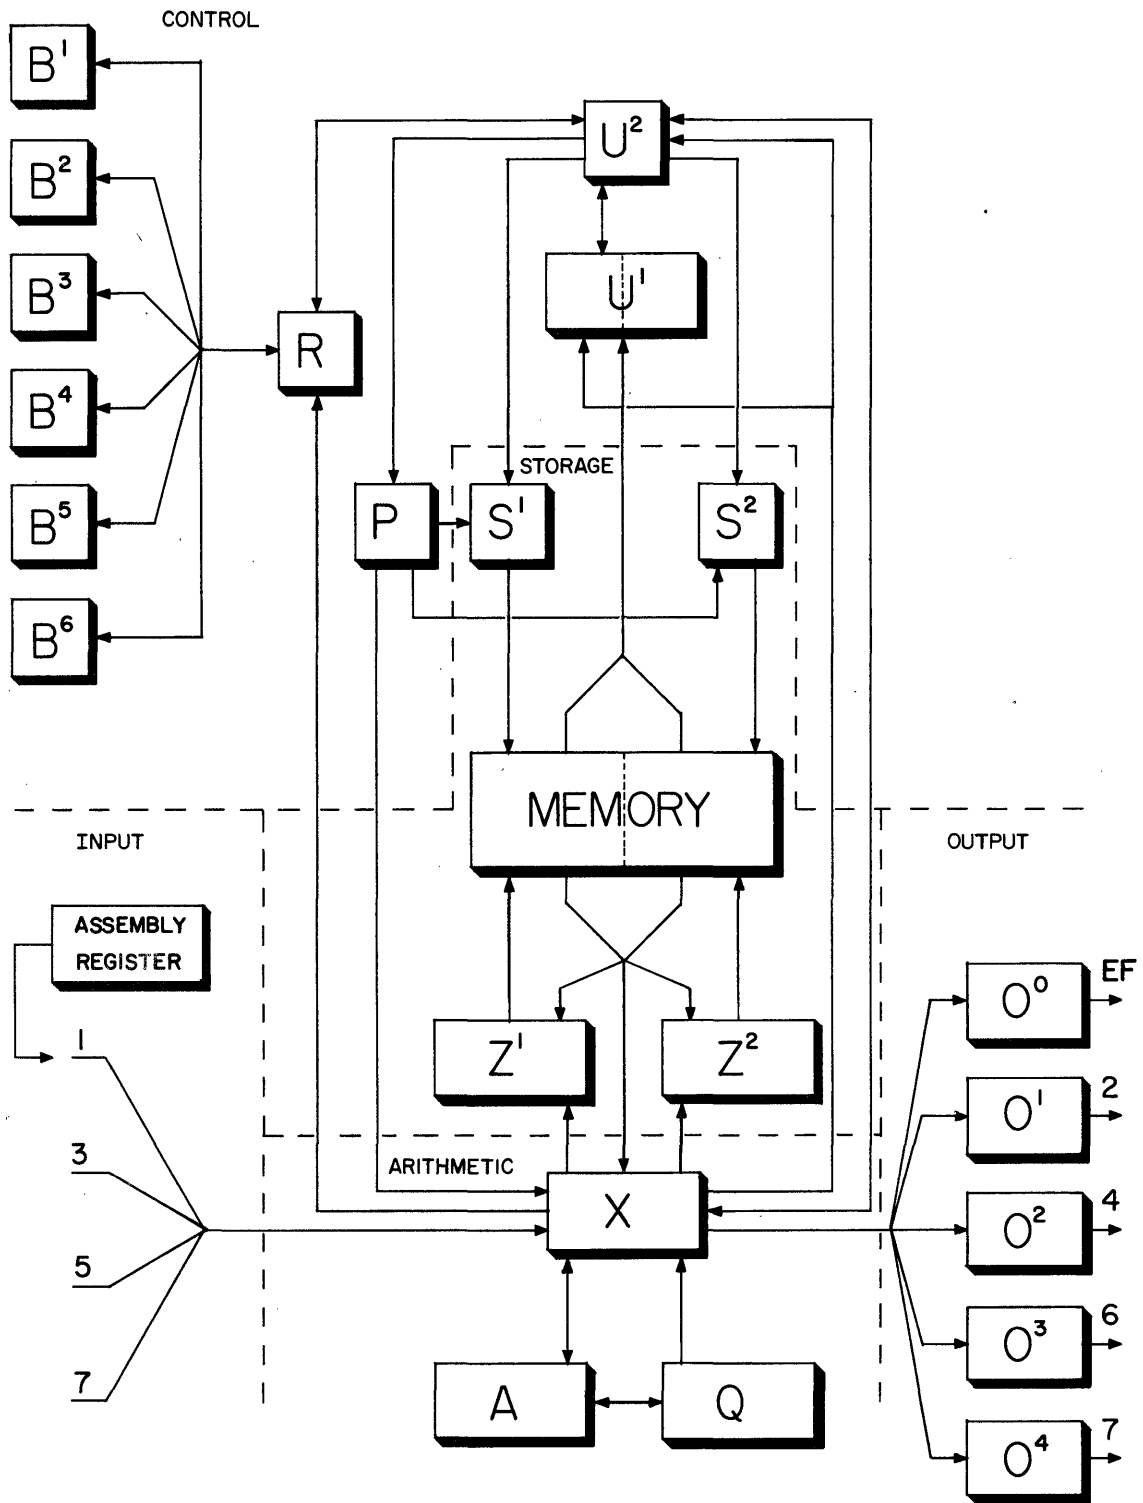 CONTROL
B¹
B²
B³
B⁴
B⁵
B⁶
R
U²
U¹
STORAGE
P
S¹
S²
MEMORY
INPUT
OUTPUT
ASSEMBLY
REGISTER
1
3
5
7
Z¹
Z²
ARITHMETIC
X
A
Q
O⁰
EF
O¹
2
O²
4
O³
6
O⁴
7